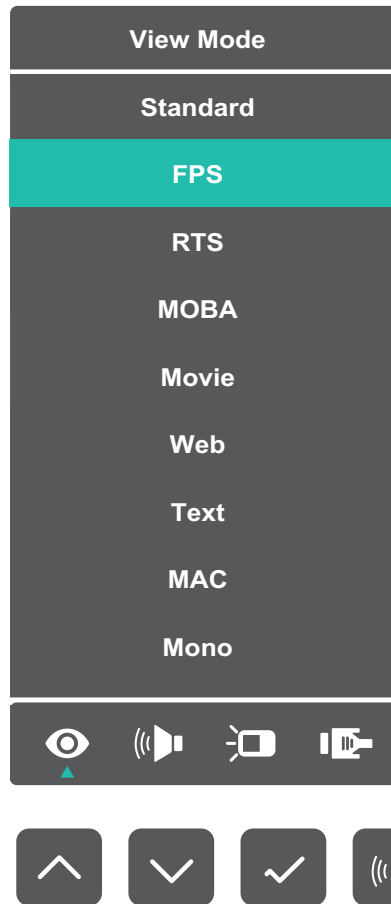 View Mode
Standard
FPS
RTS
MOBA
Movie
Web
Text
MAC
Mono